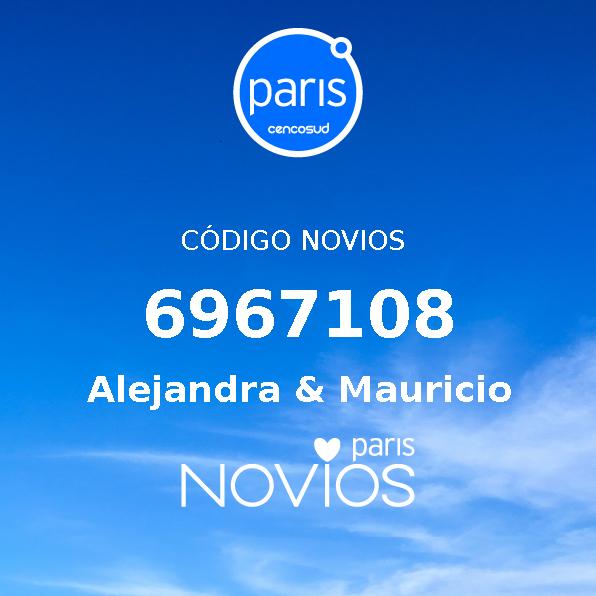 paris
cencosud
CÓDIGO NOVIOS
6967108
Alejandra & Mauricio
paris
NOVIOS